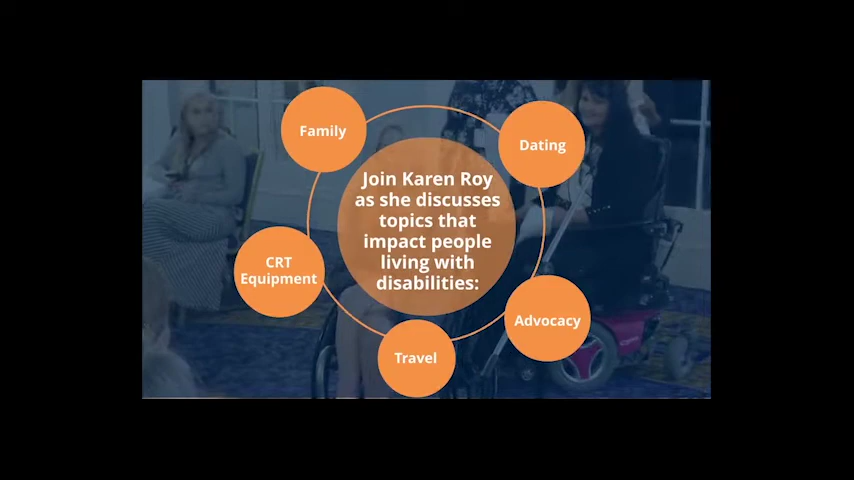 Family
Dating
Join Karen Roy
as she discusses
topics that
impact people
living with
disabilities:
CRT
Equipment
Advocacy
Travel